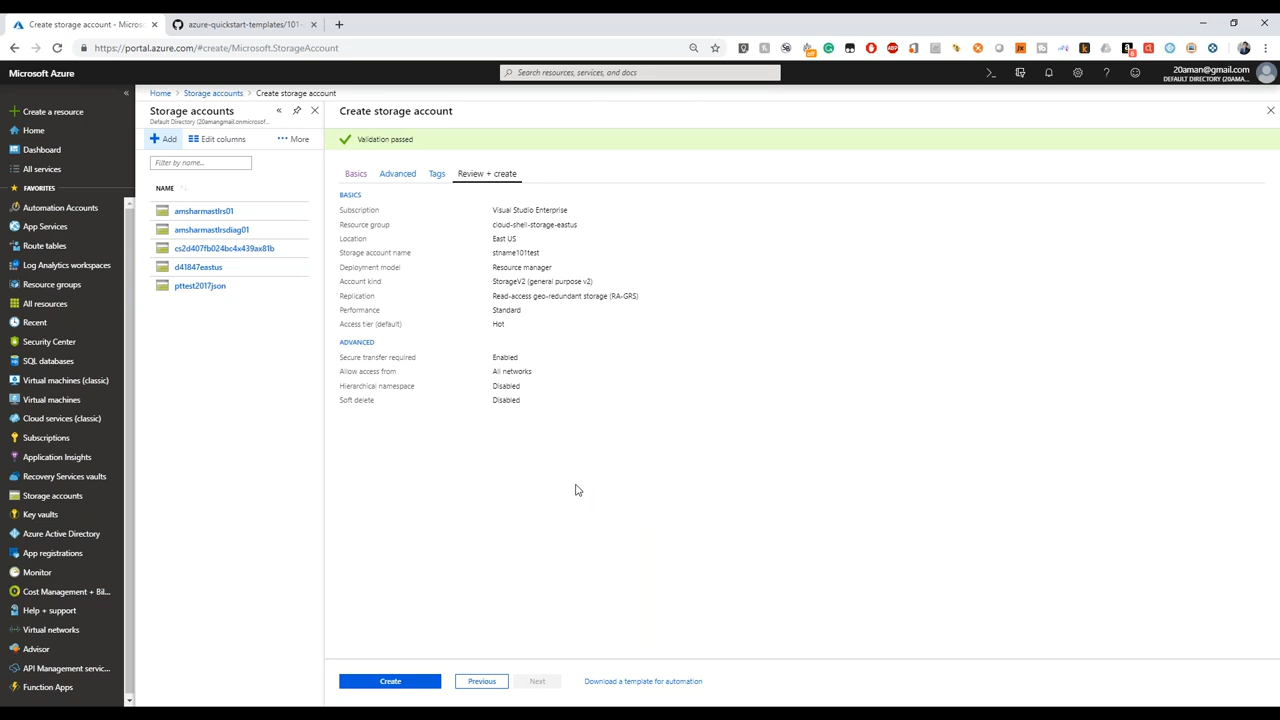 Create storage account - Micros
azure-quickstart-templates/101-
https://portal.azure.com/#create/Microsoft.StorageAccount
Microsoft Azure
Search resources, services, and docs
20aman@gmail.com
DEFAULT DIRECTORY (20AMA...
Create a resource
Home
Dashboard
All services
FAVORITES
Automation Accounts
App Services
Route tables
Log Analytics workspaces
Resource groups
All resources
Recent
Security Center
SQL databases
Virtual machines (classic)
Virtual machines
Cloud services (classic)
Subscriptions
Application Insights
Recovery Services vaults
Storage accounts
Key vaults
Azure Active Directory
App registrations
Monitor
Cost Management + Bil...
Help + support
Virtual networks
Advisor
API Management servic...
Function Apps
Home > Storage accounts > Create storage account
Storage accounts
Default Directory (20amangmail.onmicrosof...
Add
Edit columns
More
Filter by name...
NAME
amsharmastlrs01
amsharmastlrsdiag01
cs2d407fb024bc4x439ax81b
d41847eastus
pttest2017json
Create storage account
Validation passed
Basics Advanced Tags Review + create
BASICS
Subscription Visual Studio Enterprise
Resource group cloud-shell-storage-eastus
Location East US
Storage account name stname101test
Deployment model Resource manager
Account kind StorageV2 (general purpose v2)
Replication Read-access geo-redundant storage (RA-GRS)
Performance Standard
Access tier (default) Hot
ADVANCED
Secure transfer required Enabled
Allow access from All networks
Hierarchical namespace Disabled
Soft delete Disabled
Create Previous Next Download a template for automation